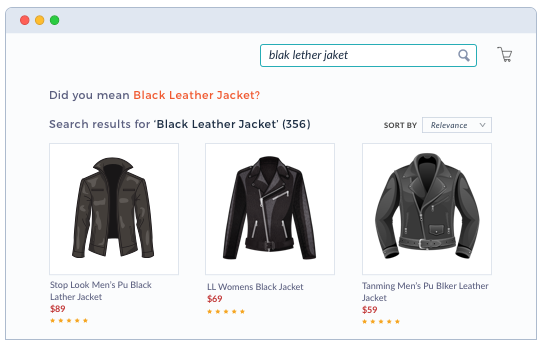 blak lether jaket
Did you mean Black Leather Jacket?
Search results for 'Black Leather Jacket' (356)
SORT BY Relevance
Stop Look Men's Pu Black
Lather Jacket
$89
LL Womens Black Jacket
$69
Tanming Men's Pu BIker Leather
Jacket
$59